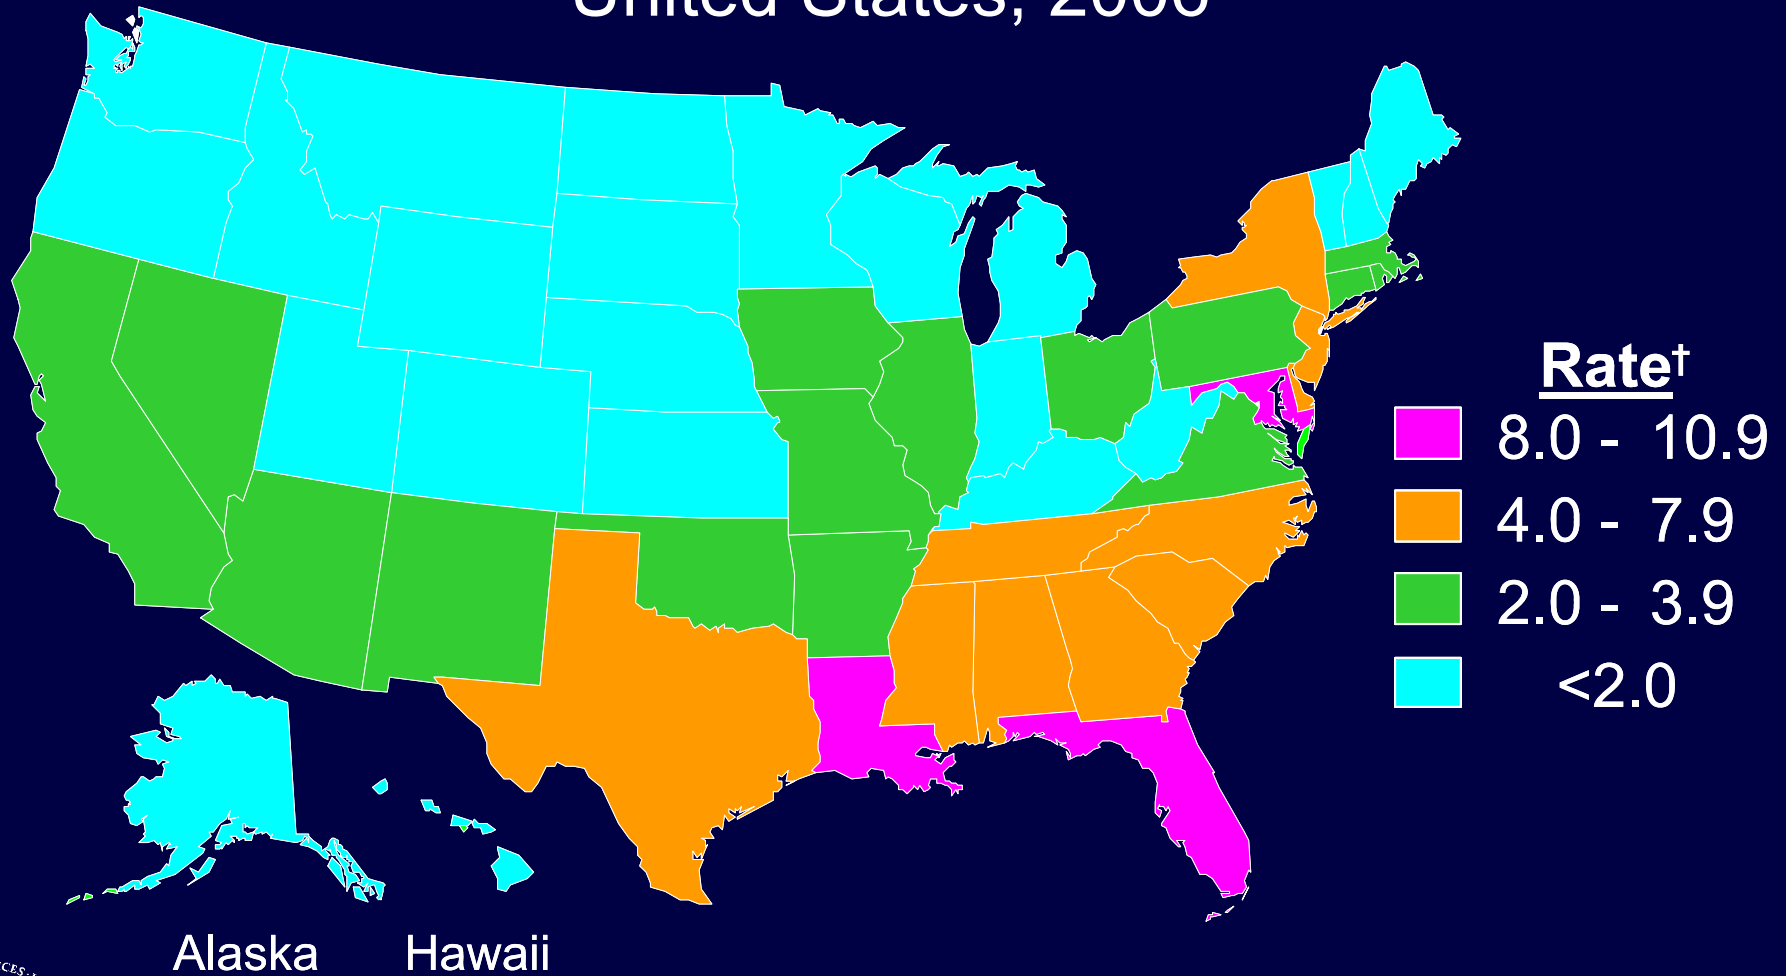 United States, 2006
Rate†
8.0 - 10.9
4.0 - 7.9
2.0 - 3.9
<2.0
Alaska Hawaii